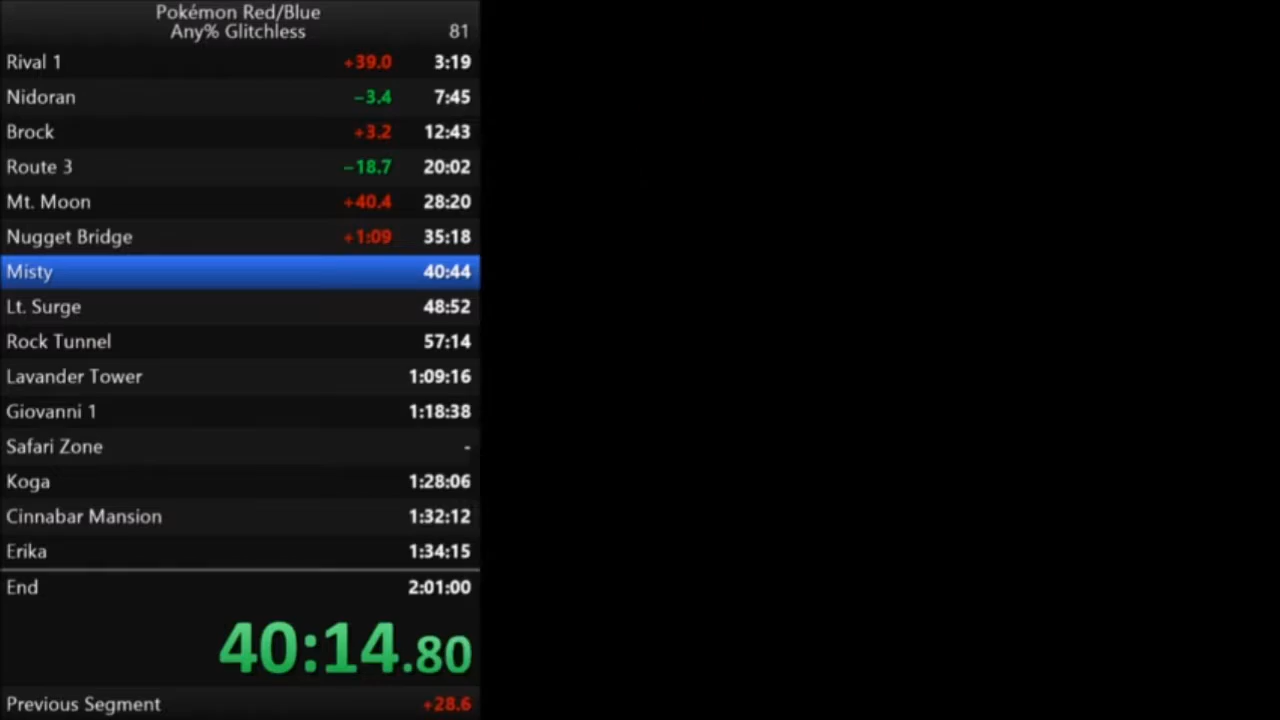 Pokémon Red/Blue
Any% Glitchless 81
Rival 1 +39.0 3:19
Nidoran −3.4 7:45
Brock +3.2 12:43
Route 3 −18.7 20:02
Mt. Moon +40.4 28:20
Nugget Bridge +1:09 35:18
Misty 40:44
Lt. Surge 48:52
Rock Tunnel 57:14
Lavander Tower 1:09:16
Giovanni 1 1:18:38
Safari Zone -
Koga 1:28:06
Cinnabar Mansion 1:32:12
Erika 1:34:15
End 2:01:00
40:14.80
Previous Segment +28.6